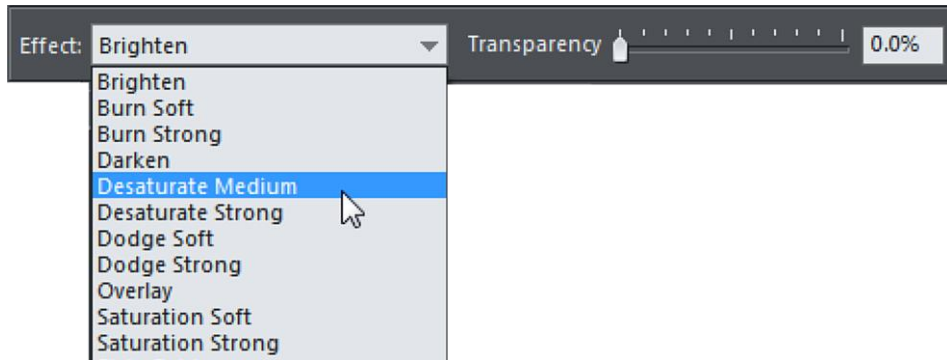 Effect: Brighten Transparency 0.0%
Brighten
Burn Soft
Burn Strong
Darken
Desaturate Medium
Desaturate Strong
Dodge Soft
Dodge Strong
Overlay
Saturation Soft
Saturation Strong